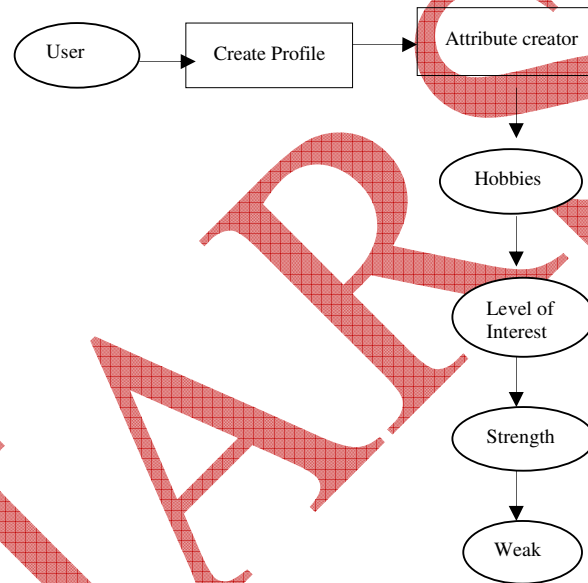 User
Create Profile
Attribute creator
Hobbies
Level of
Interest
Strength
Weak